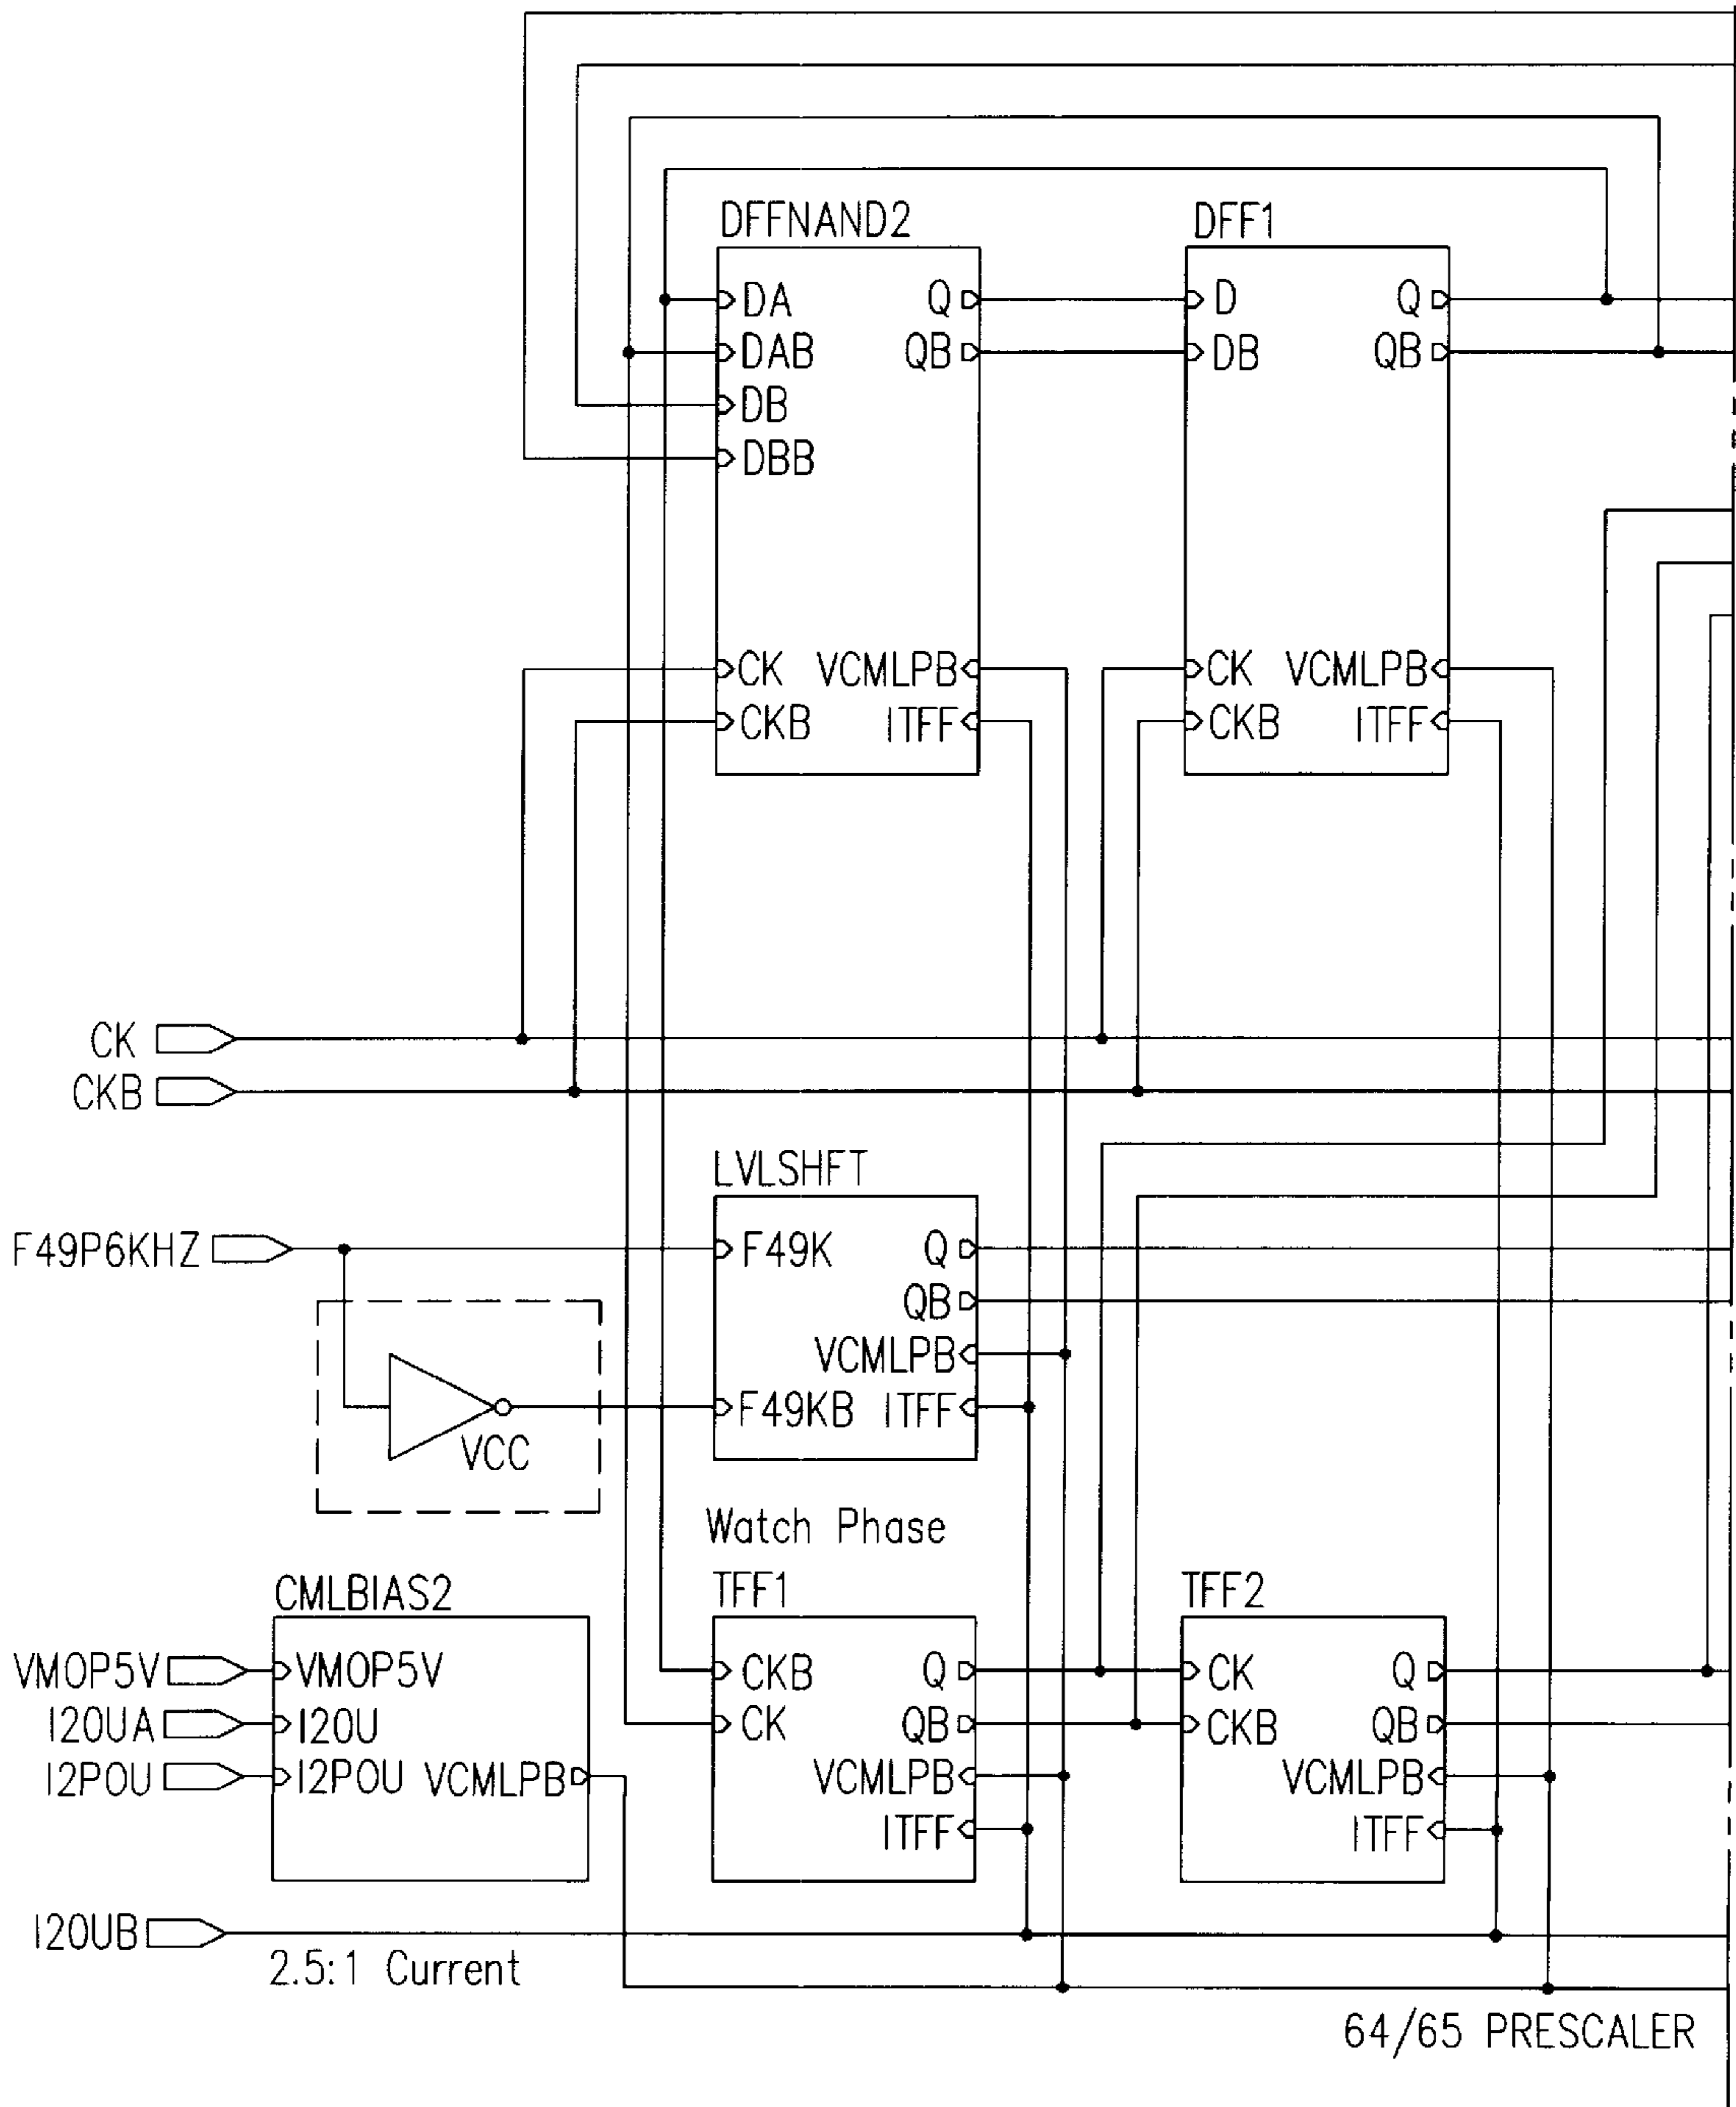 DFFNAND2
DFF1
DA Q
D Q
DAB QB
DB QB
DB
DBB
CK VCMLPB
CK VCMLPB
CKB ITFF
CKB ITFF
CK
CKB
LVLSHFT
F49P6KHZ
F49K Q
QB
VCMLPB
F49KB ITFF
VCC
Watch Phase
CMLBIAS2
TFF1
TFF2
VMOP5V
VMOP5V
CKB Q
CK Q
I20UA
I20U
CK QB
CKB QB
I2POU
I2POU VCMLPB
VCMLPB
VCMLPB
ITFF
ITFF
I20UB
2.5:1 Current
64/65 PRESCALER